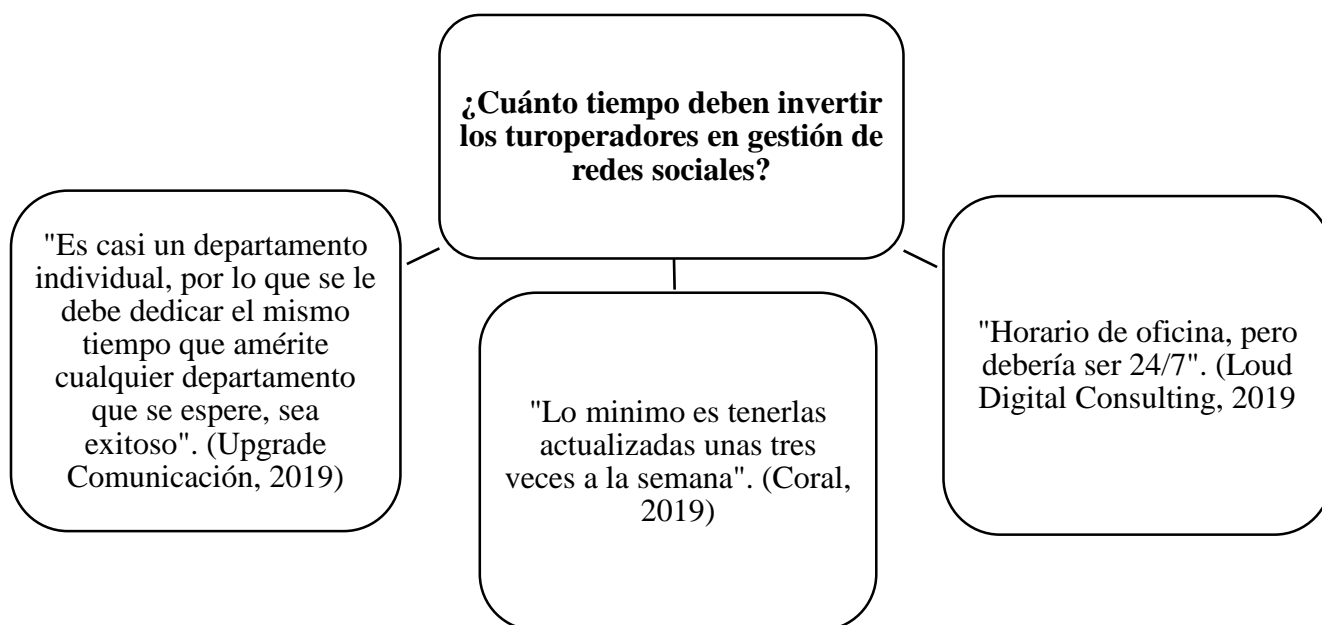 ¿Cuánto tiempo deben invertir
los turoperadores en gestión de
redes sociales?
"Es casi un departamento
individual, por lo que se le
debe dedicar el mismo
tiempo que amérite
cualquier departamento
que se espere, sea
exitoso". (Upgrade
Comunicación, 2019)
"Lo minimo es tenerlas
actualizadas unas tres
veces a la semana". (Coral,
2019)
"Horario de oficina, pero
debería ser 24/7". (Loud
Digital Consulting, 2019